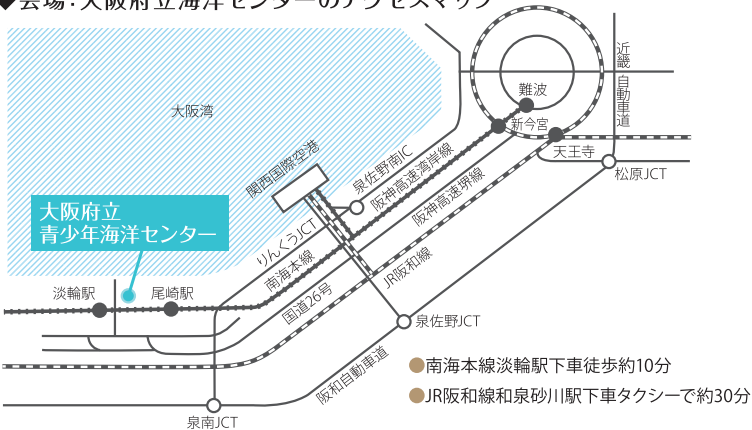 ◆会場：大阪府立海洋センターのアクセスマップ
近畿自動車道
難波
大阪湾
新今宮
天王寺
関西国際空港
泉佐野南IC
阪神高速湾岸線
松原JCT
阪神高速堺線
大阪府立
青少年海洋センター
りんくうJCT
南海本線
JR阪和線
淡輪駅
尾崎駅
国道26号
泉佐野JCT
阪和自動車道
南海本線淡輪駅下車徒歩約10分
JR阪和線和泉砂川駅下車タクシーで約30分
泉南JCT